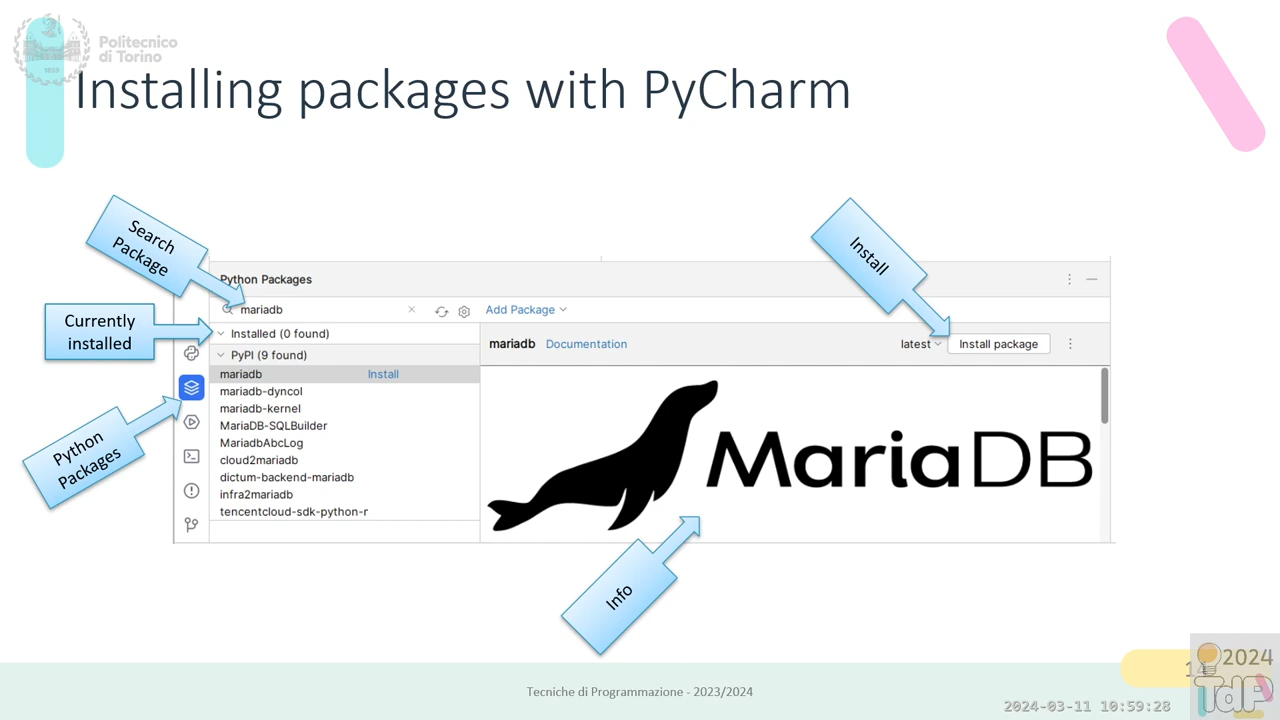 Politecnico
di Torino
1859
Installing packages with PyCharm
Search
Package
Install
Python Packages
mariadb
Add Package
Currently
installed
Installed (0 found)
mariadb Documentation
latest
Install package
PyPI (9 found)
mariadb
Install
mariadb-dyncol
mariadb-kernel
MariaDB-SQLBuilder
MariadbAbcLog
cloud2mariadb
dictum-backend-mariadb
infra2mariadb
tencentcloud-sdk-python-r
MariaDB
Python
Packages
Info
Tecniche di Programmazione - 2023/2024
2024
TdP
2024-03-11 10:59:28